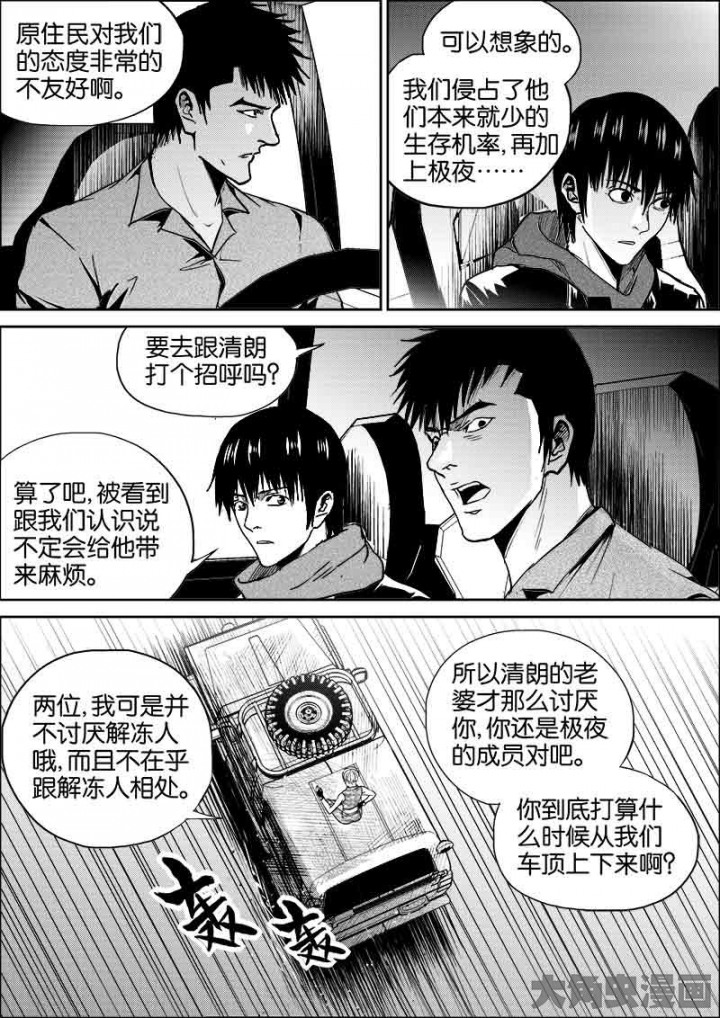 原住民对我们
的态度非常的
不友好啊。
可以想象的。
我们侵占了他
们本来就少的
生存机率,再加
上极夜……
要去跟清朗
打个招呼吗?
算了吧,被看到
跟我们认识说
不定会给他带
来麻烦。
两位,我可是并
不讨厌解冻人
哦,而且不在乎
跟解冻人相处。
所以清朗的老
婆才那么讨厌
你,你还是极夜
的成员对吧。
你到底打算什
么时候从我们
车顶上下来啊?
轰
轰
大角虫漫画